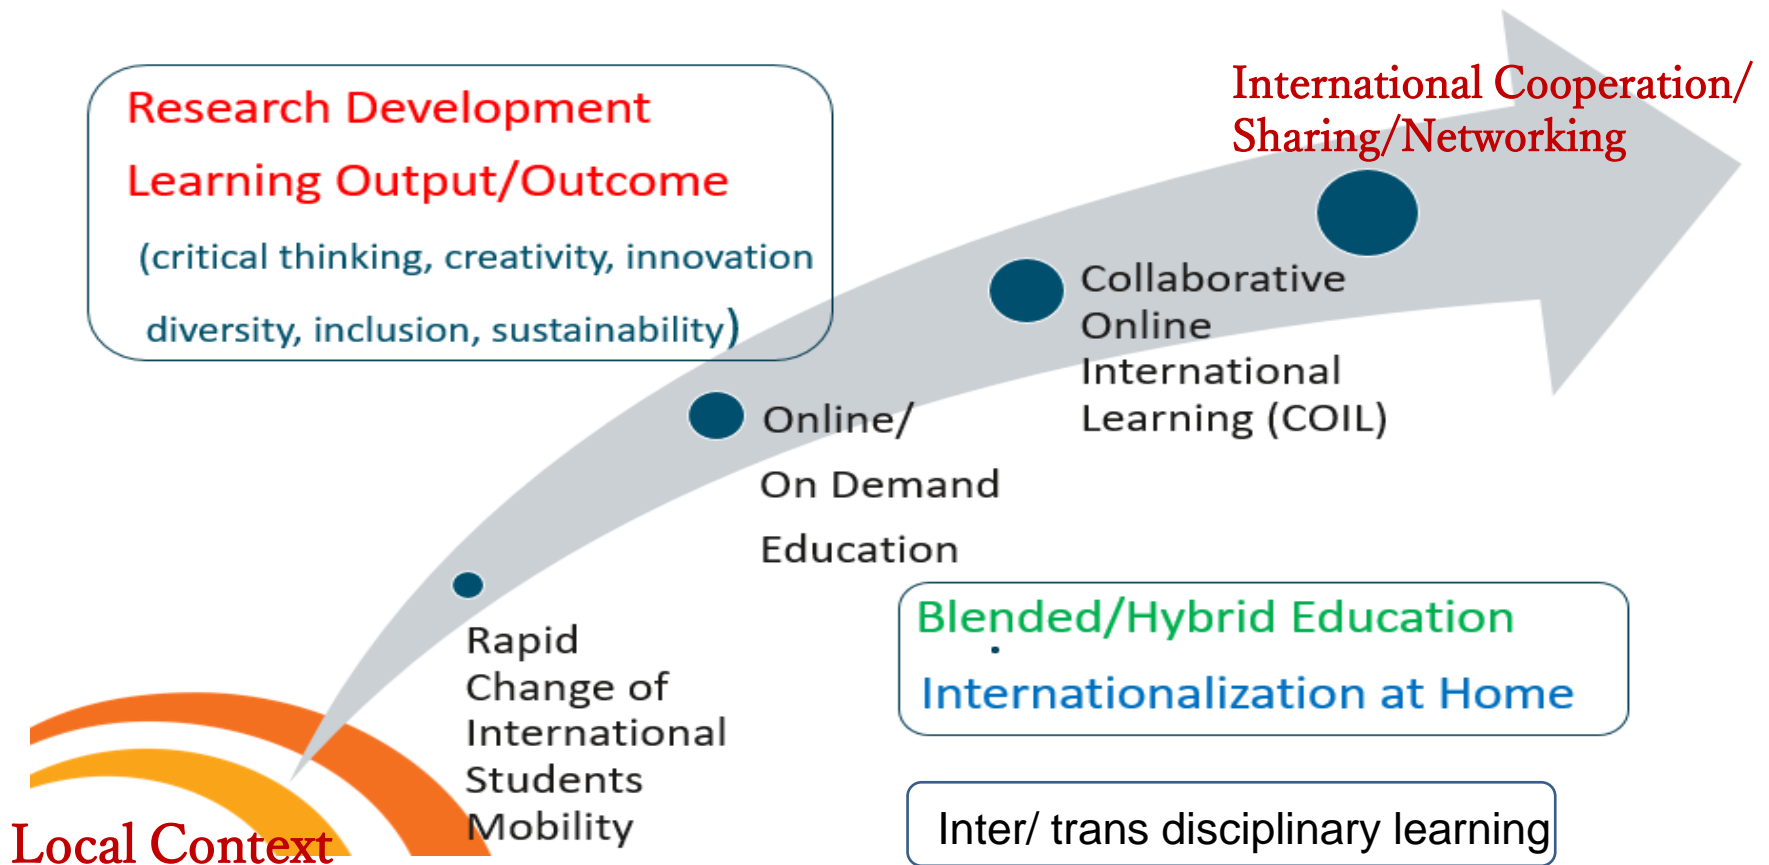 International Cooperation/
Sharing/Networking
Research Development
Learning Output/Outcome
(critical thinking, creativity, innovation
diversity, inclusion, sustainability)
Collaborative
Online
International
Learning (COIL)
Online/
On Demand
Education
Rapid
Change of
International
Students
Mobility
Blended/Hybrid Education
Internationalization at Home
Inter/ trans disciplinary learning
Local Context